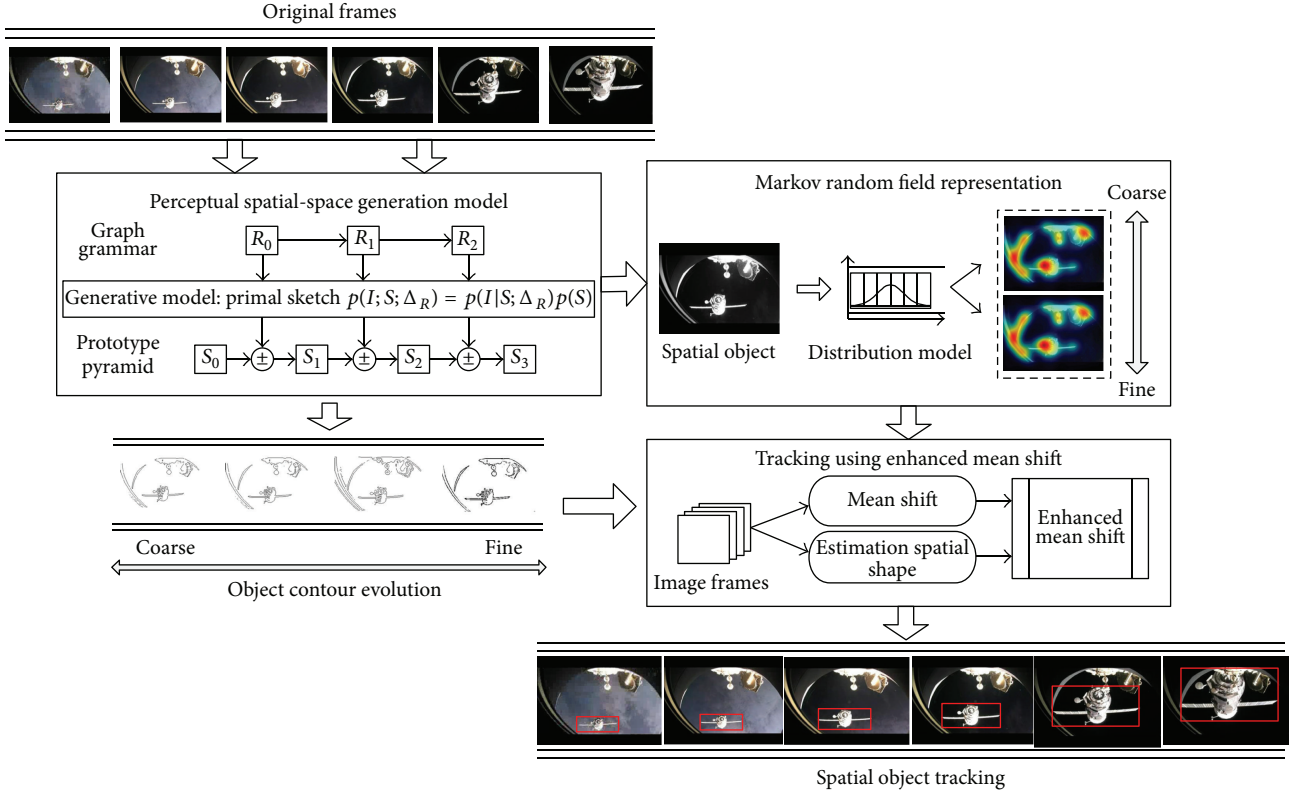 Original frames
Perceptual spatial-space generation model
Graph
grammar
R0
R1
R2
Generative model: primal sketch p(I; S; ΔR) = p(I|S; ΔR)p(S)
Prototype
pyramid
S0
±
S1
±
S2
±
S3
Markov random field representation
Coarse
Spatial object
Distribution model
Fine
Coarse
Fine
Object contour evolution
Tracking using enhanced mean shift
Mean shift
Enhanced
mean shift
Estimation spatial
shape
Image frames
Spatial object tracking